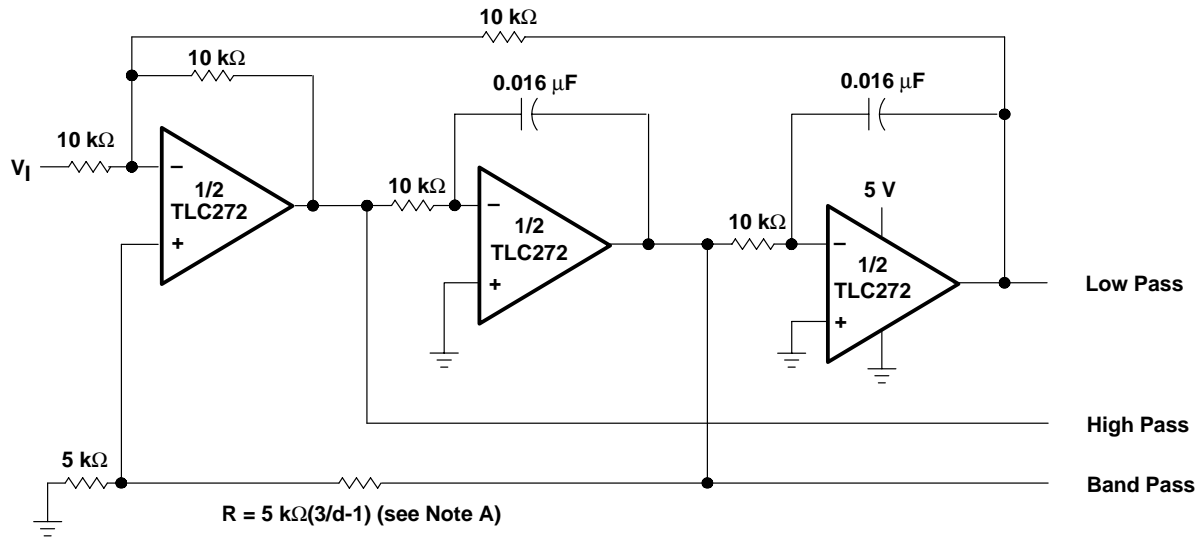 10 kΩ
10 kΩ
0.016 μF
0.016 μF
10 kΩ
VI
−
1/2
TLC272
+
10 kΩ
−
1/2
TLC272
+
5 V
10 kΩ
−
1/2
TLC272
+
Low Pass
High Pass
5 kΩ
Band Pass
R = 5 kΩ(3/d-1) (see Note A)